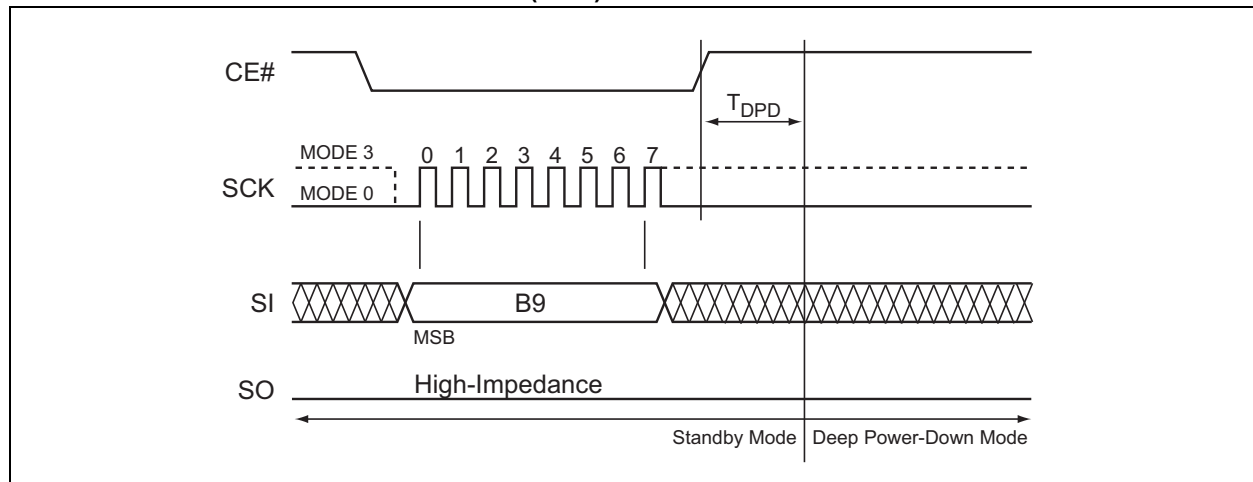 CE#
TDPD
MODE 3
0 1 2 3 4 5 6 7
SCK
MODE 0
SI
B9
MSB
SO
High-Impedance
Standby Mode
Deep Power-Down Mode